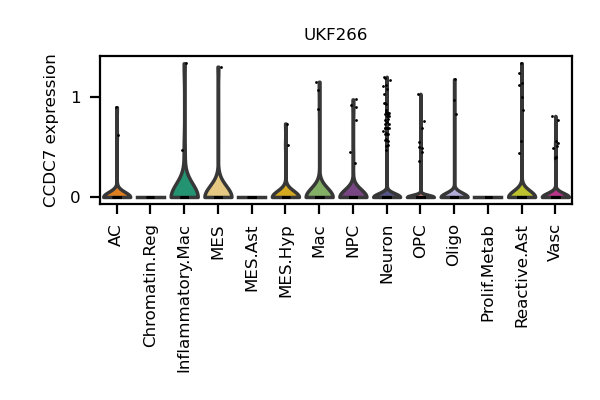 UKF266
CCDC7 expression
1
0
AC
Chromatin.Reg
Inflammatory.Mac
MES
MES.Ast
MES.Hyp
Mac
NPC
Neuron
OPC
Oligo
Prolif.Metab
Reactive.Ast
Vasc